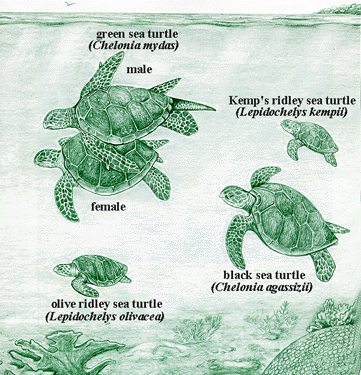 green sea turtle
(Chelonia mydas)
male
Kemp's ridley sea turtle
(Lepidochelys kempii)
female
black sea turtle
(Chelonia agassizii)
olive ridley sea turtle
(Lepidochelys olivacea)